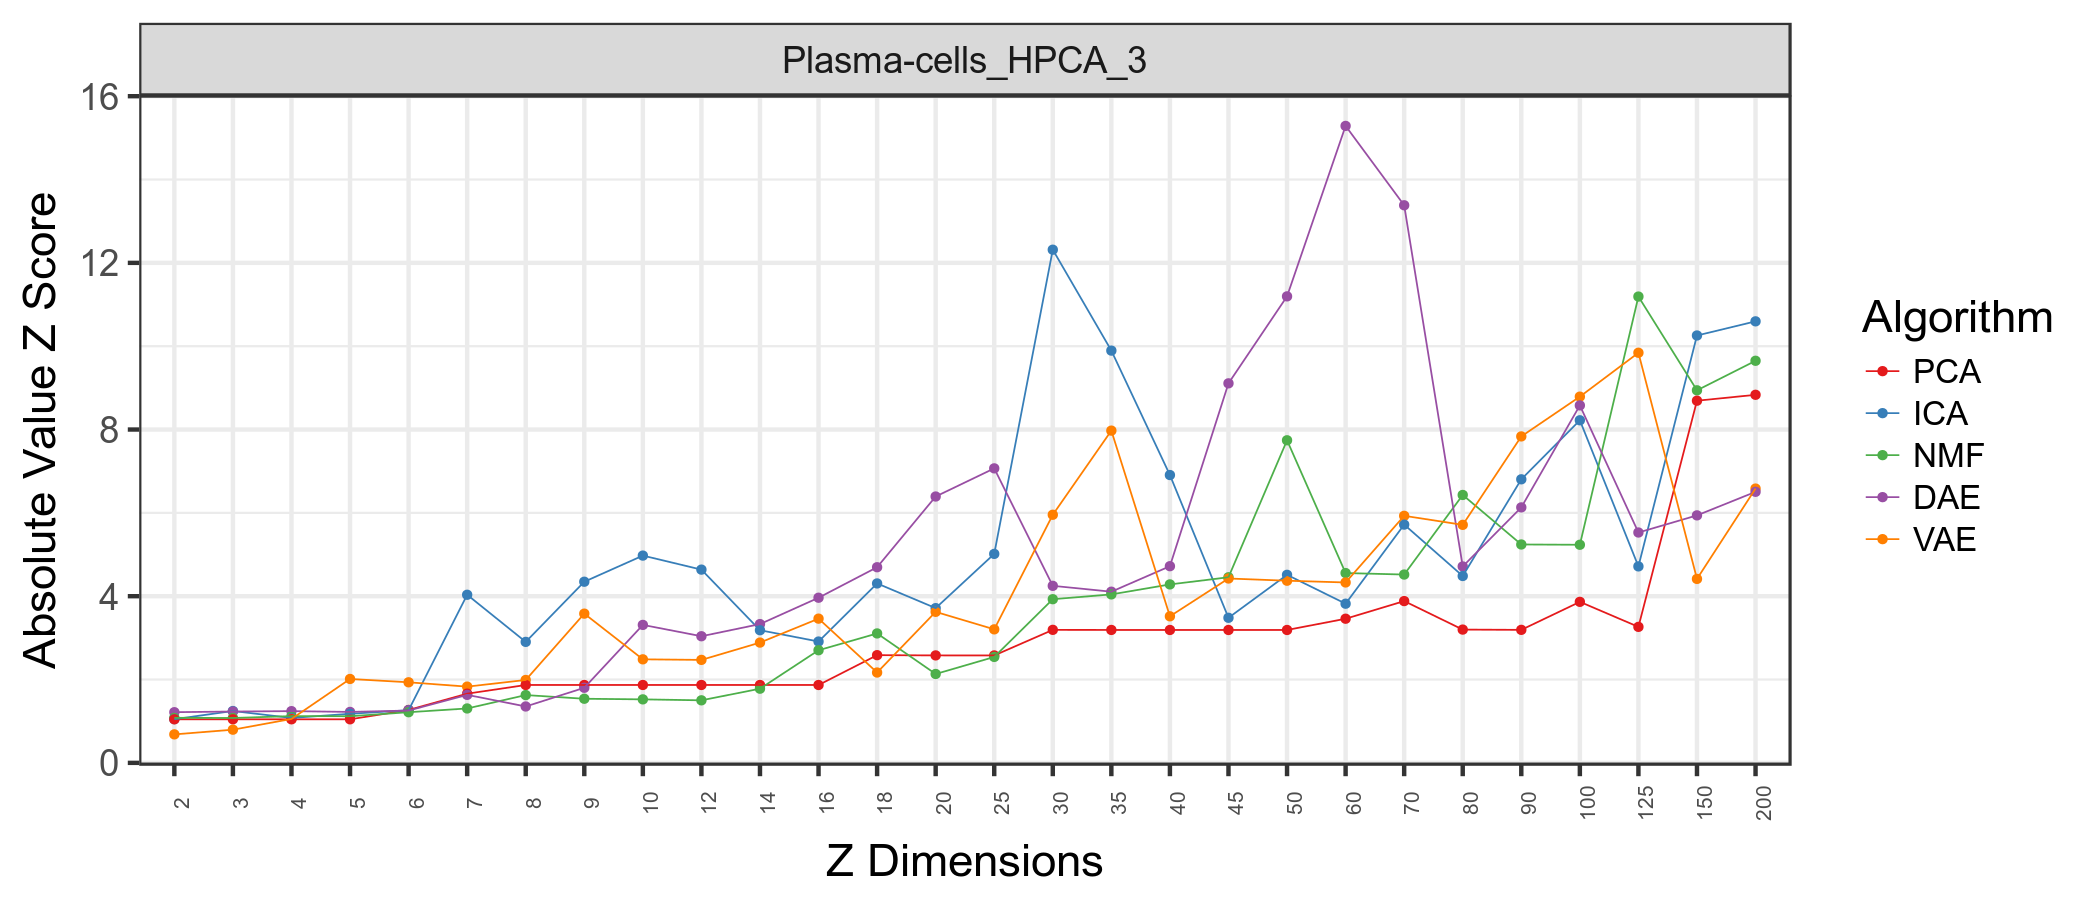 Plasma-cells_HPCA_3
Absolute Value Z Score
16
12
8
4
0
2 3 4 5 6 7 8 9 10 12 14 16 18 20 25 30 35 40 45 50 60 70 80 90 100 125 150 200
Z Dimensions
Algorithm
PCA
ICA
NMF
DAE
VAE